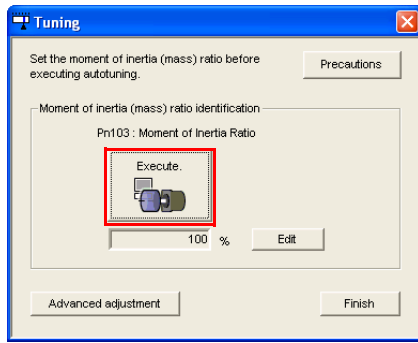 Tuning
Set the moment of inertia (mass) ratio before
executing autotuning.
Precautions
Moment of inertia (mass) ratio identification
Pn103 : Moment of Inertia Ratio
Execute.
100 %
Edit
Advanced adjustment
Finish